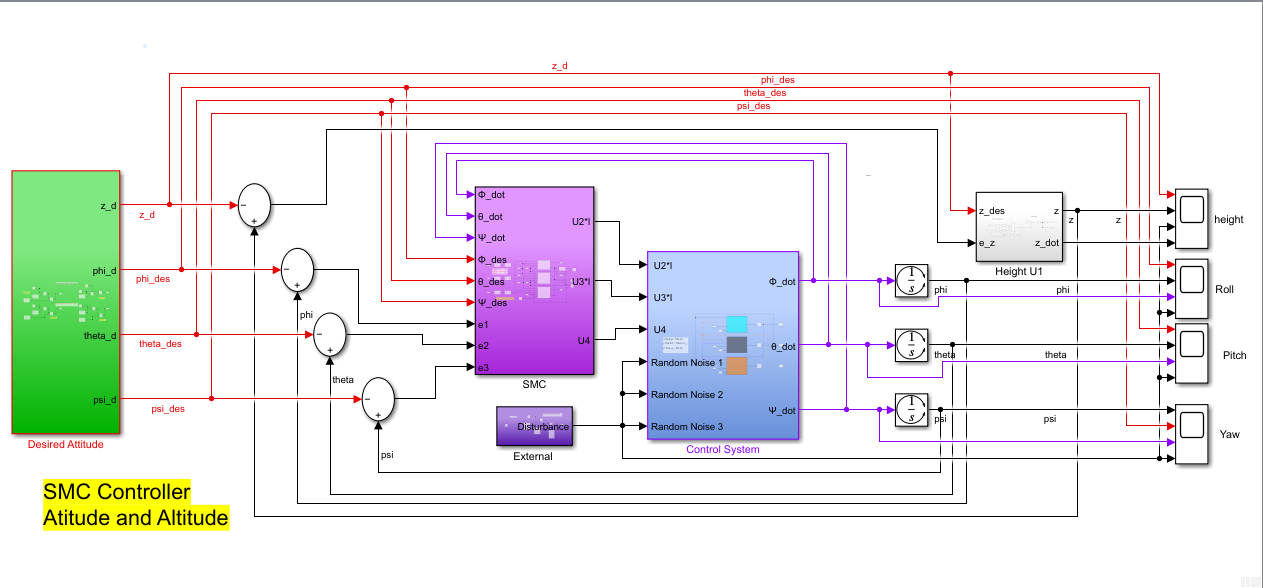 z_d
phi_des
theta_des
psi_des
z_d
z_d
phi_d
phi_des
theta_d
theta_des
psi_d
psi_des
Desired Attitude
−
+
−
+
−
+
−
+
phi
theta
psi
Φ_dot
θ_dot
Ψ_dot
Φ_des
θ_des
Ψ_des
e1
e2
e3
U2*I
U3*I
U4
SMC
Disturbance
External
U2*I
U3*I
U4
Random Noise 1
Random Noise 2
Random Noise 3
Φ_dot
θ_dot
Ψ_dot
Control System
1
s
phi
phi
1
s
theta
theta
1
s
psi
psi
z_des
e_z
z
z_dot
Height U1
z
z
height
Roll
Pitch
Yaw
SMC Controller
Atitude and Altitude